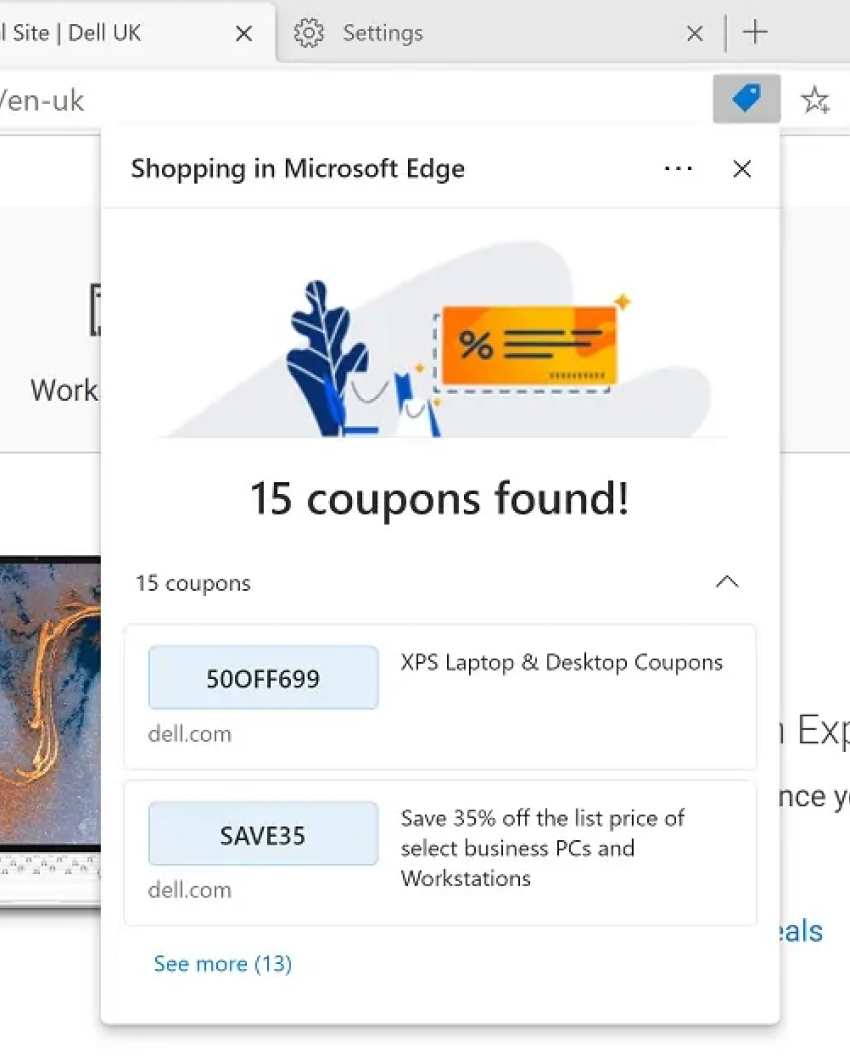 l Site | Dell UK
Settings
/en-uk
Shopping in Microsoft Edge
Work
%
15 coupons found!
15 coupons
50OFF699
XPS Laptop & Desktop Coupons
dell.com
Exp
nce y
SAVE35
Save 35% off the list price of
select business PCs and
Workstations
dell.com
eals
See more (13)